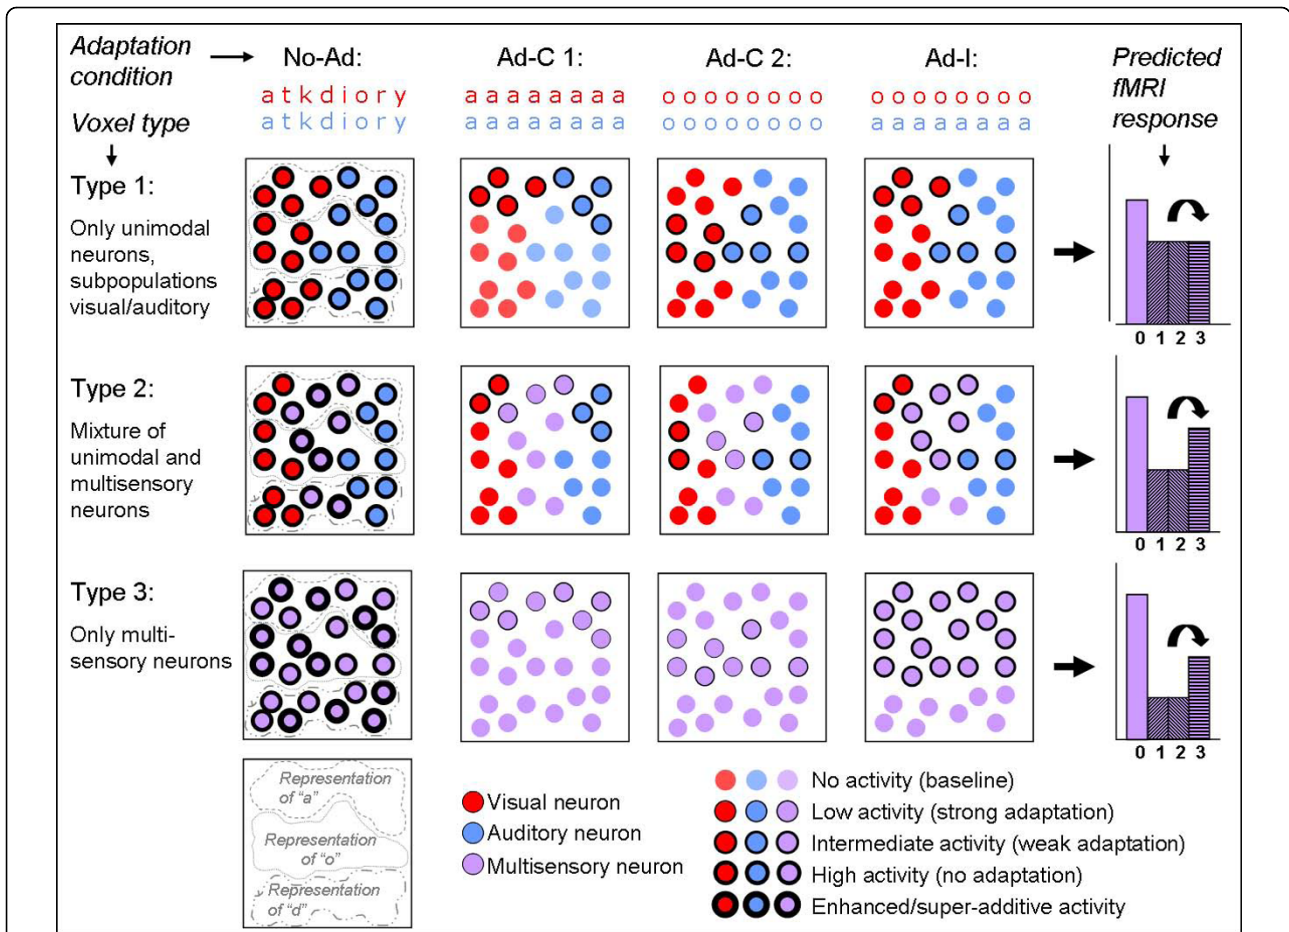 Adaptation condition
No-Ad:
Ad-C 1:
Ad-C 2:
Ad-I:
Predicted fMRI response
a t k d i o r y
a a a a a a a a
o o o o o o o o
o o o o o o o o
Voxel type
a t k d i o r y
a a a a a a a a
o o o o o o o o
a a a a a a a a
Type 1:
Only unimodal
neurons,
subpopulations
visual/auditory
0 1 2 3
Type 2:
Mixture of
unimodal and
multisensory
neurons
0 1 2 3
Type 3:
Only multi-
sensory neurons
0 1 2 3
Representation
of "a"
Representation
of "o"
Representation
of "d"
Visual neuron
Auditory neuron
Multisensory neuron
No activity (baseline)
Low activity (strong adaptation)
Intermediate activity (weak adaptation)
High activity (no adaptation)
Enhanced/super-additive activity